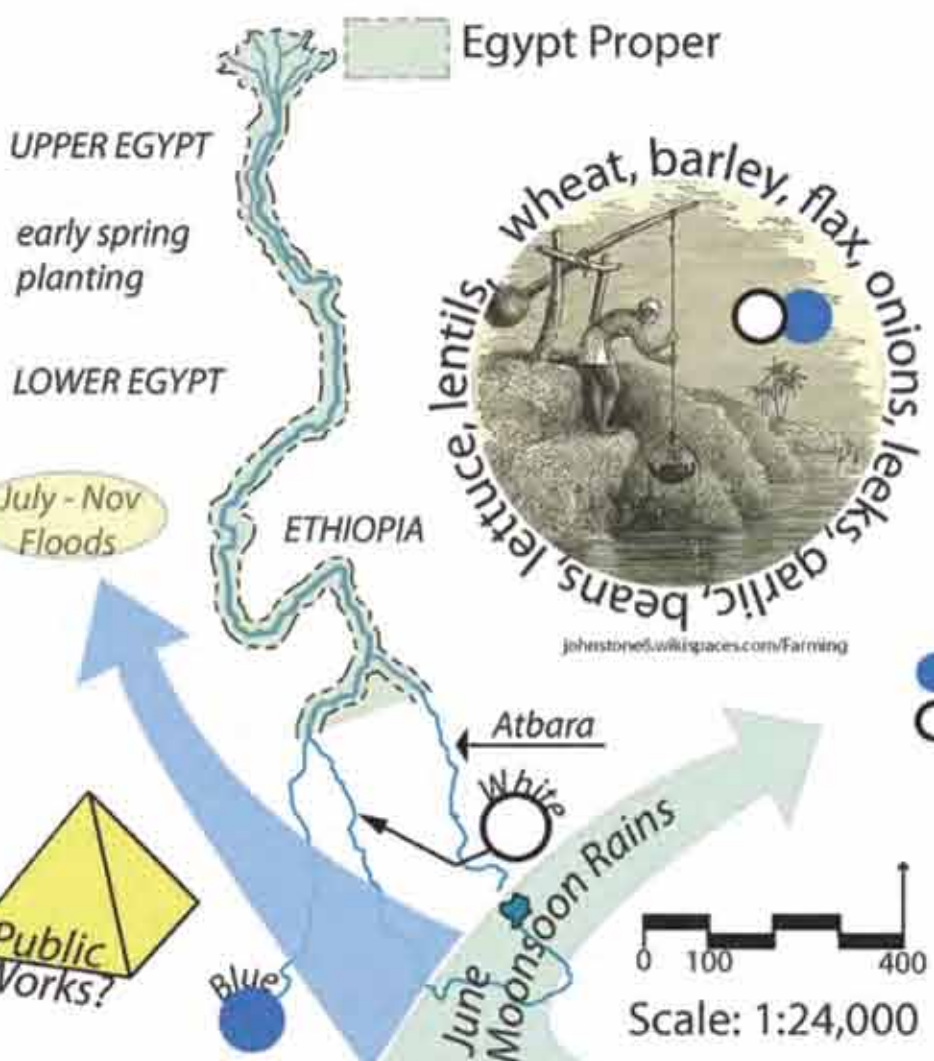 Egypt Proper
UPPER EGYPT
early spring
planting
LOWER EGYPT
July - Nov
Floods
ETHIOPIA
wheat, barley, flax, onions, leeks, garlic, beans, lettuce, lentils,
johnstone6.wikispaces.com/Farming
Atbara
White
June
Moonsoon Rains
Public
Works?
Blue
0 100 400
Scale: 1:24,000